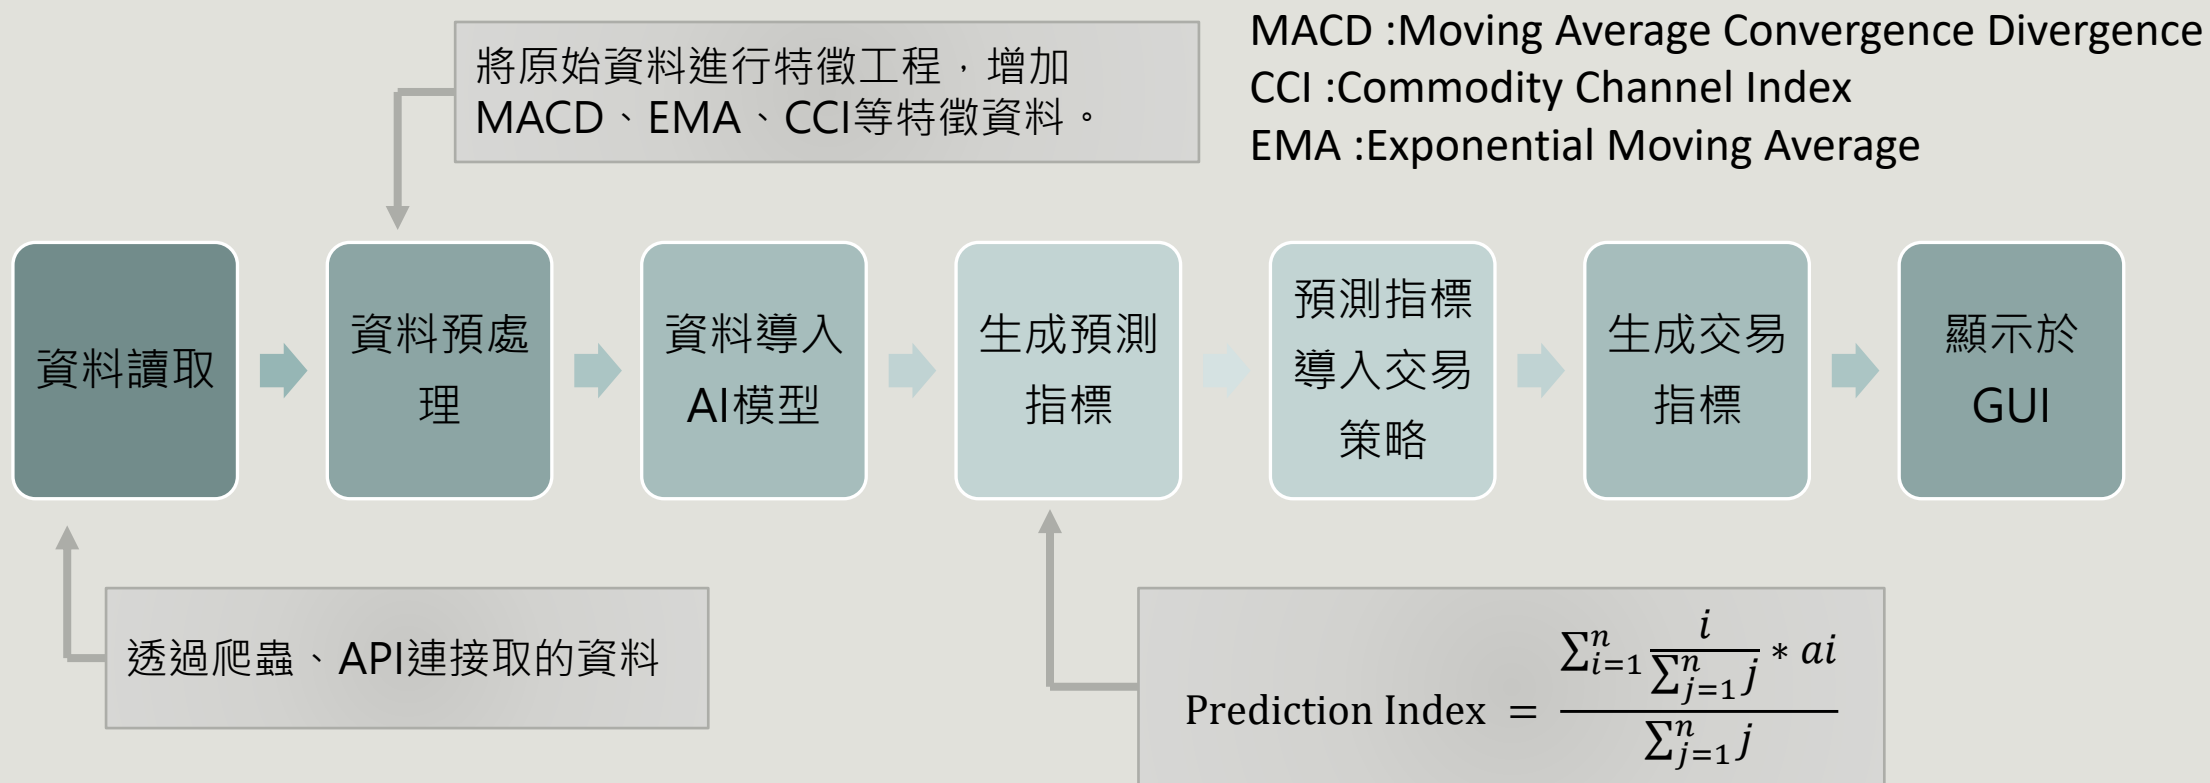 將原始資料進行特徵工程，增加
MACD、EMA、CCI等特徵資料。
MACD :Moving Average Convergence Divergence
CCI :Commodity Channel Index
EMA :Exponential Moving Average
資料讀取
資料預處
理
資料導入
AI模型
生成預測
指標
預測指標
導入交易
策略
生成交易
指標
顯示於
GUI
透過爬蟲、API連接取的資料
Prediction Index = \frac{\sum_{i=1}^{n} \frac{i}{\sum_{j=1}^{n} j} * ai}{\sum_{j=1}^{n} j}